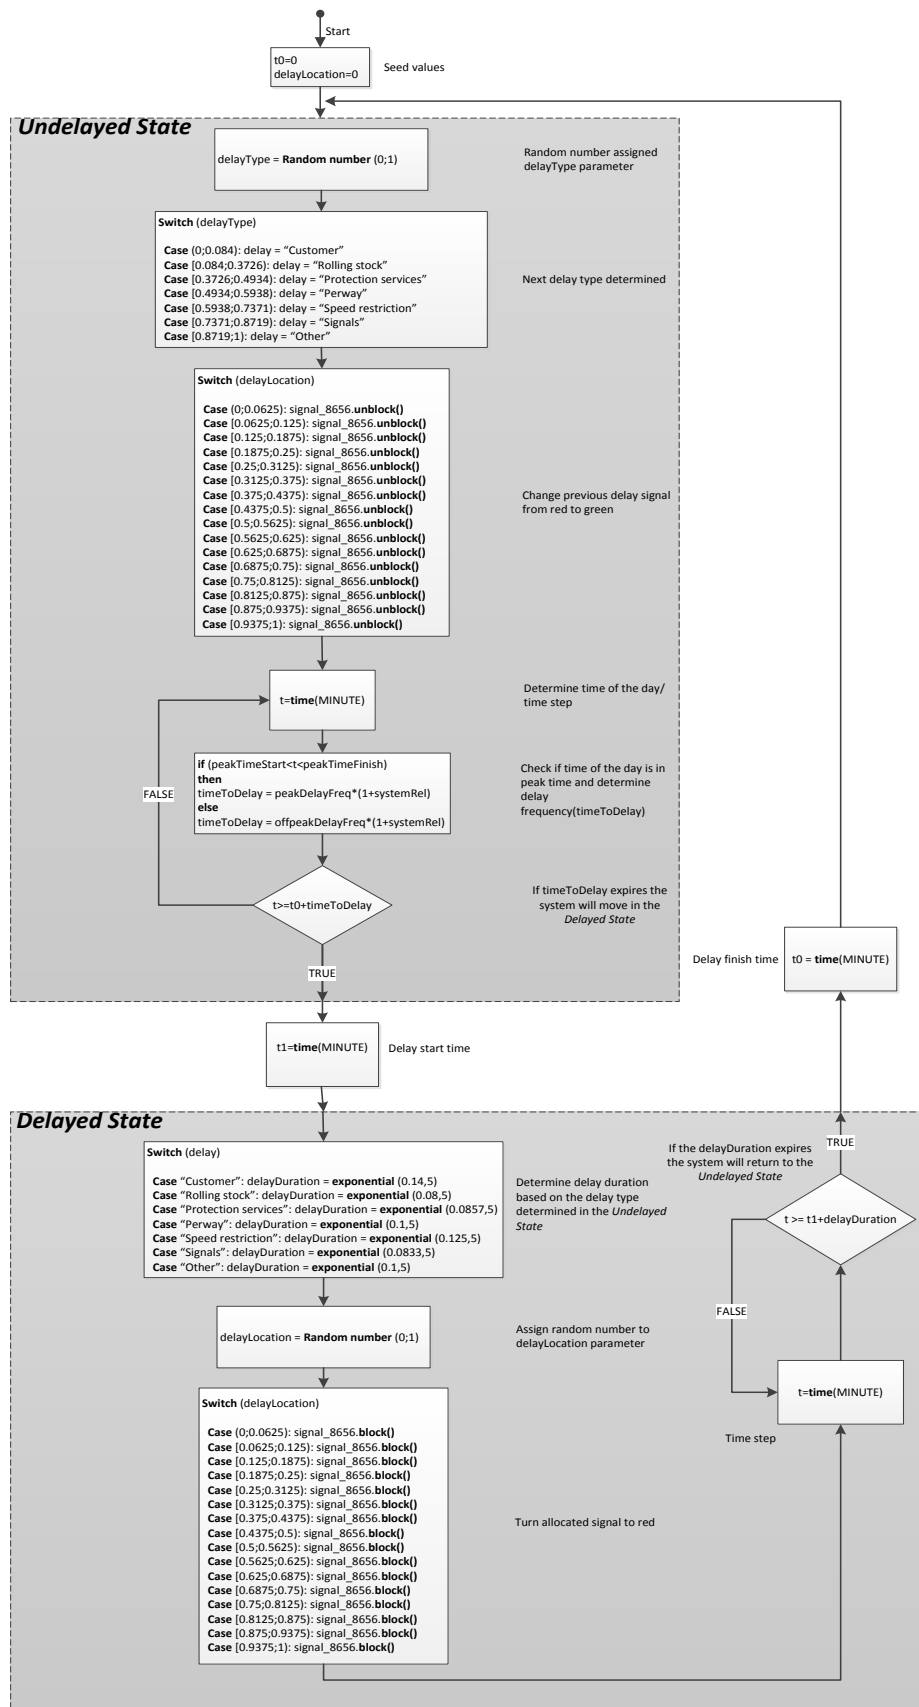 Start
t0=0
delayLocation=0
Seed values
Undelayed State
delayType = Random number (0;1)
Random number assigned
delayType parameter
Switch (delayType)
Case (0;0.084): delay = “Customer”
Case [0.084;0.3726): delay = “Rolling stock”
Case [0.3726;0.4934): delay = “Protection services”
Case [0.4934;0.5938): delay = “Perway”
Case [0.5938;0.7371): delay = “Speed restriction”
Case [0.7371;0.8719): delay = “Signals”
Case [0.8719;1): delay = “Other”
Next delay type determined
Switch (delayLocation)
Case (0;0.0625): signal_8656.unblock()
Case [0.0625;0.125): signal_8656.unblock()
Case [0.125;0.1875): signal_8656.unblock()
Case [0.1875;0.25): signal_8656.unblock()
Case [0.25;0.3125): signal_8656.unblock()
Case [0.3125;0.375): signal_8656.unblock()
Case [0.375;0.4375): signal_8656.unblock()
Case [0.4375;0.5): signal_8656.unblock()
Case [0.5;0.5625): signal_8656.unblock()
Case [0.5625;0.625): signal_8656.unblock()
Case [0.625;0.6875): signal_8656.unblock()
Case [0.6875;0.75): signal_8656.unblock()
Case [0.75;0.8125): signal_8656.unblock()
Case [0.8125;0.875): signal_8656.unblock()
Case [0.875;0.9375): signal_8656.unblock()
Case [0.9375;1): signal_8656.unblock()
Change previous delay signal
from red to green
t=time(MINUTE)
Determine time of the day/
time step
if (peakTimeStart<t<peakTimeFinish)
then
timeToDelay = peakDelayFreq*(1+systemRel)
else
timeToDelay = offpeakDelayFreq*(1+systemRel)
Check if time of the day is in
peak time and determine
delay
frequency(timeToDelay)
FALSE
t>=t0+timeToDelay
If timeToDelay expires the
system will move in the
Delayed State
TRUE
Delay finish time
t0 = time(MINUTE)
t1=time(MINUTE)
Delay start time
Delayed State
Switch (delay)
Case “Customer”: delayDuration = exponential (0.14,5)
Case “Rolling stock”: delayDuration = exponential (0.08,5)
Case “Protection services”: delayDuration = exponential (0.0857,5)
Case “Perway”: delayDuration = exponential (0.1,5)
Case “Speed restriction”: delayDuration = exponential (0.125,5)
Case “Signals”: delayDuration = exponential (0.0833,5)
Case “Other”: delayDuration = exponential (0.1,5)
Determine delay duration
based on the delay type
determined in the Undelayed
State
TRUE
If the delayDuration expires
the system will return to the
Undelayed State
t >= t1+delayDuration
FALSE
delayLocation = Random number (0;1)
Assign random number to
delayLocation parameter
t=time(MINUTE)
Time step
Switch (delayLocation)
Case (0;0.0625): signal_8656.block()
Case [0.0625;0.125): signal_8656.block()
Case [0.125;0.1875): signal_8656.block()
Case [0.1875;0.25): signal_8656.block()
Case [0.25;0.3125): signal_8656.block()
Case [0.3125;0.375): signal_8656.block()
Case [0.375;0.4375): signal_8656.block()
Case [0.4375;0.5): signal_8656.block()
Case [0.5;0.5625): signal_8656.block()
Case [0.5625;0.625): signal_8656.block()
Case [0.625;0.6875): signal_8656.block()
Case [0.6875;0.75): signal_8656.block()
Case [0.75;0.8125): signal_8656.block()
Case [0.8125;0.875): signal_8656.block()
Case [0.875;0.9375): signal_8656.block()
Case [0.9375;1): signal_8656.block()
Turn allocated signal to red